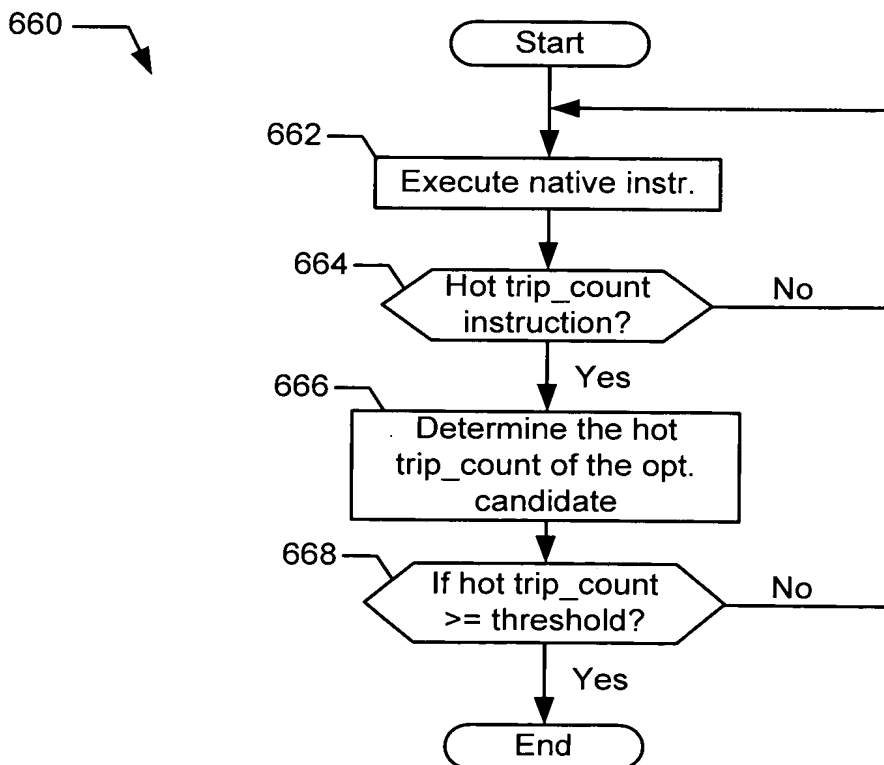 660
Start
662
Execute native instr.
664
Hot trip_count
instruction?
No
Yes
666
Determine the hot
trip_count of the opt.
candidate
668
If hot trip_count
>= threshold?
No
Yes
End